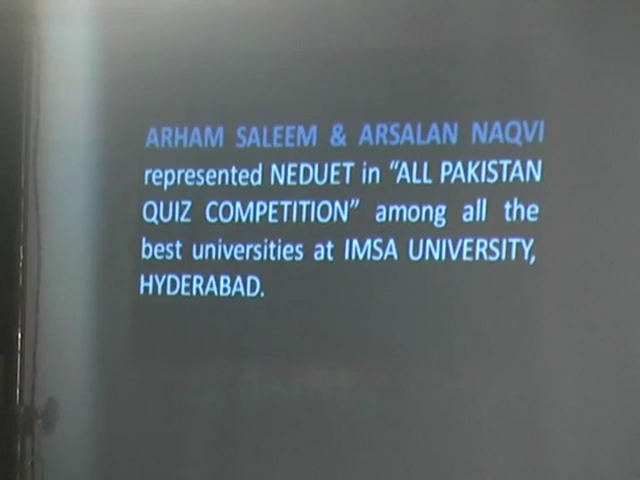 ARHAM SALEEM & ARSALAN NAQVI
represented NEDUET in “ALL PAKISTAN
QUIZ COMPETITION” among all the
best universities at IMSA UNIVERSITY,
HYDERABAD.